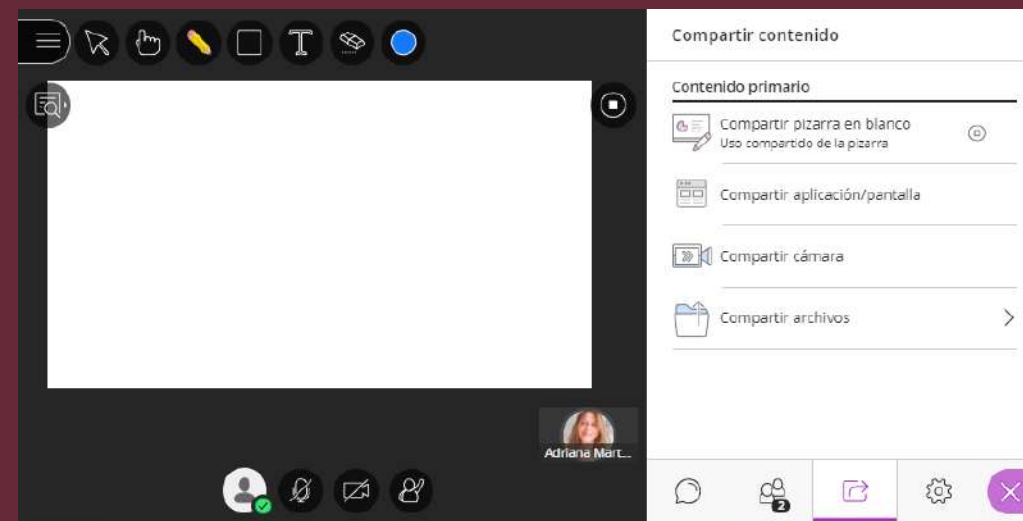 T
Compartir contenido
Contenido primario
Compartir pizarra en blanco
Uso compartido de la pizarra
Compartir aplicación/pantalla
Compartir cámara
Compartir archivos
Adriana Mart...
2